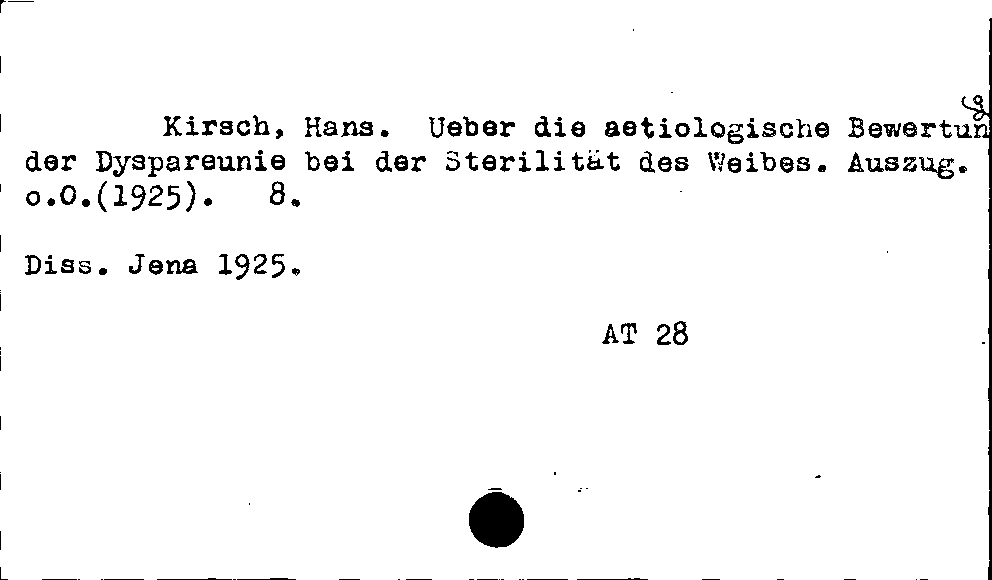 Kirsch, Hans. Ueber die aetiologische Bewertung
der Dyspareunie bei der Sterilität des Weibes. Auszug.
o.O.(1925). 8.
Diss. Jena 1925.
AT 28